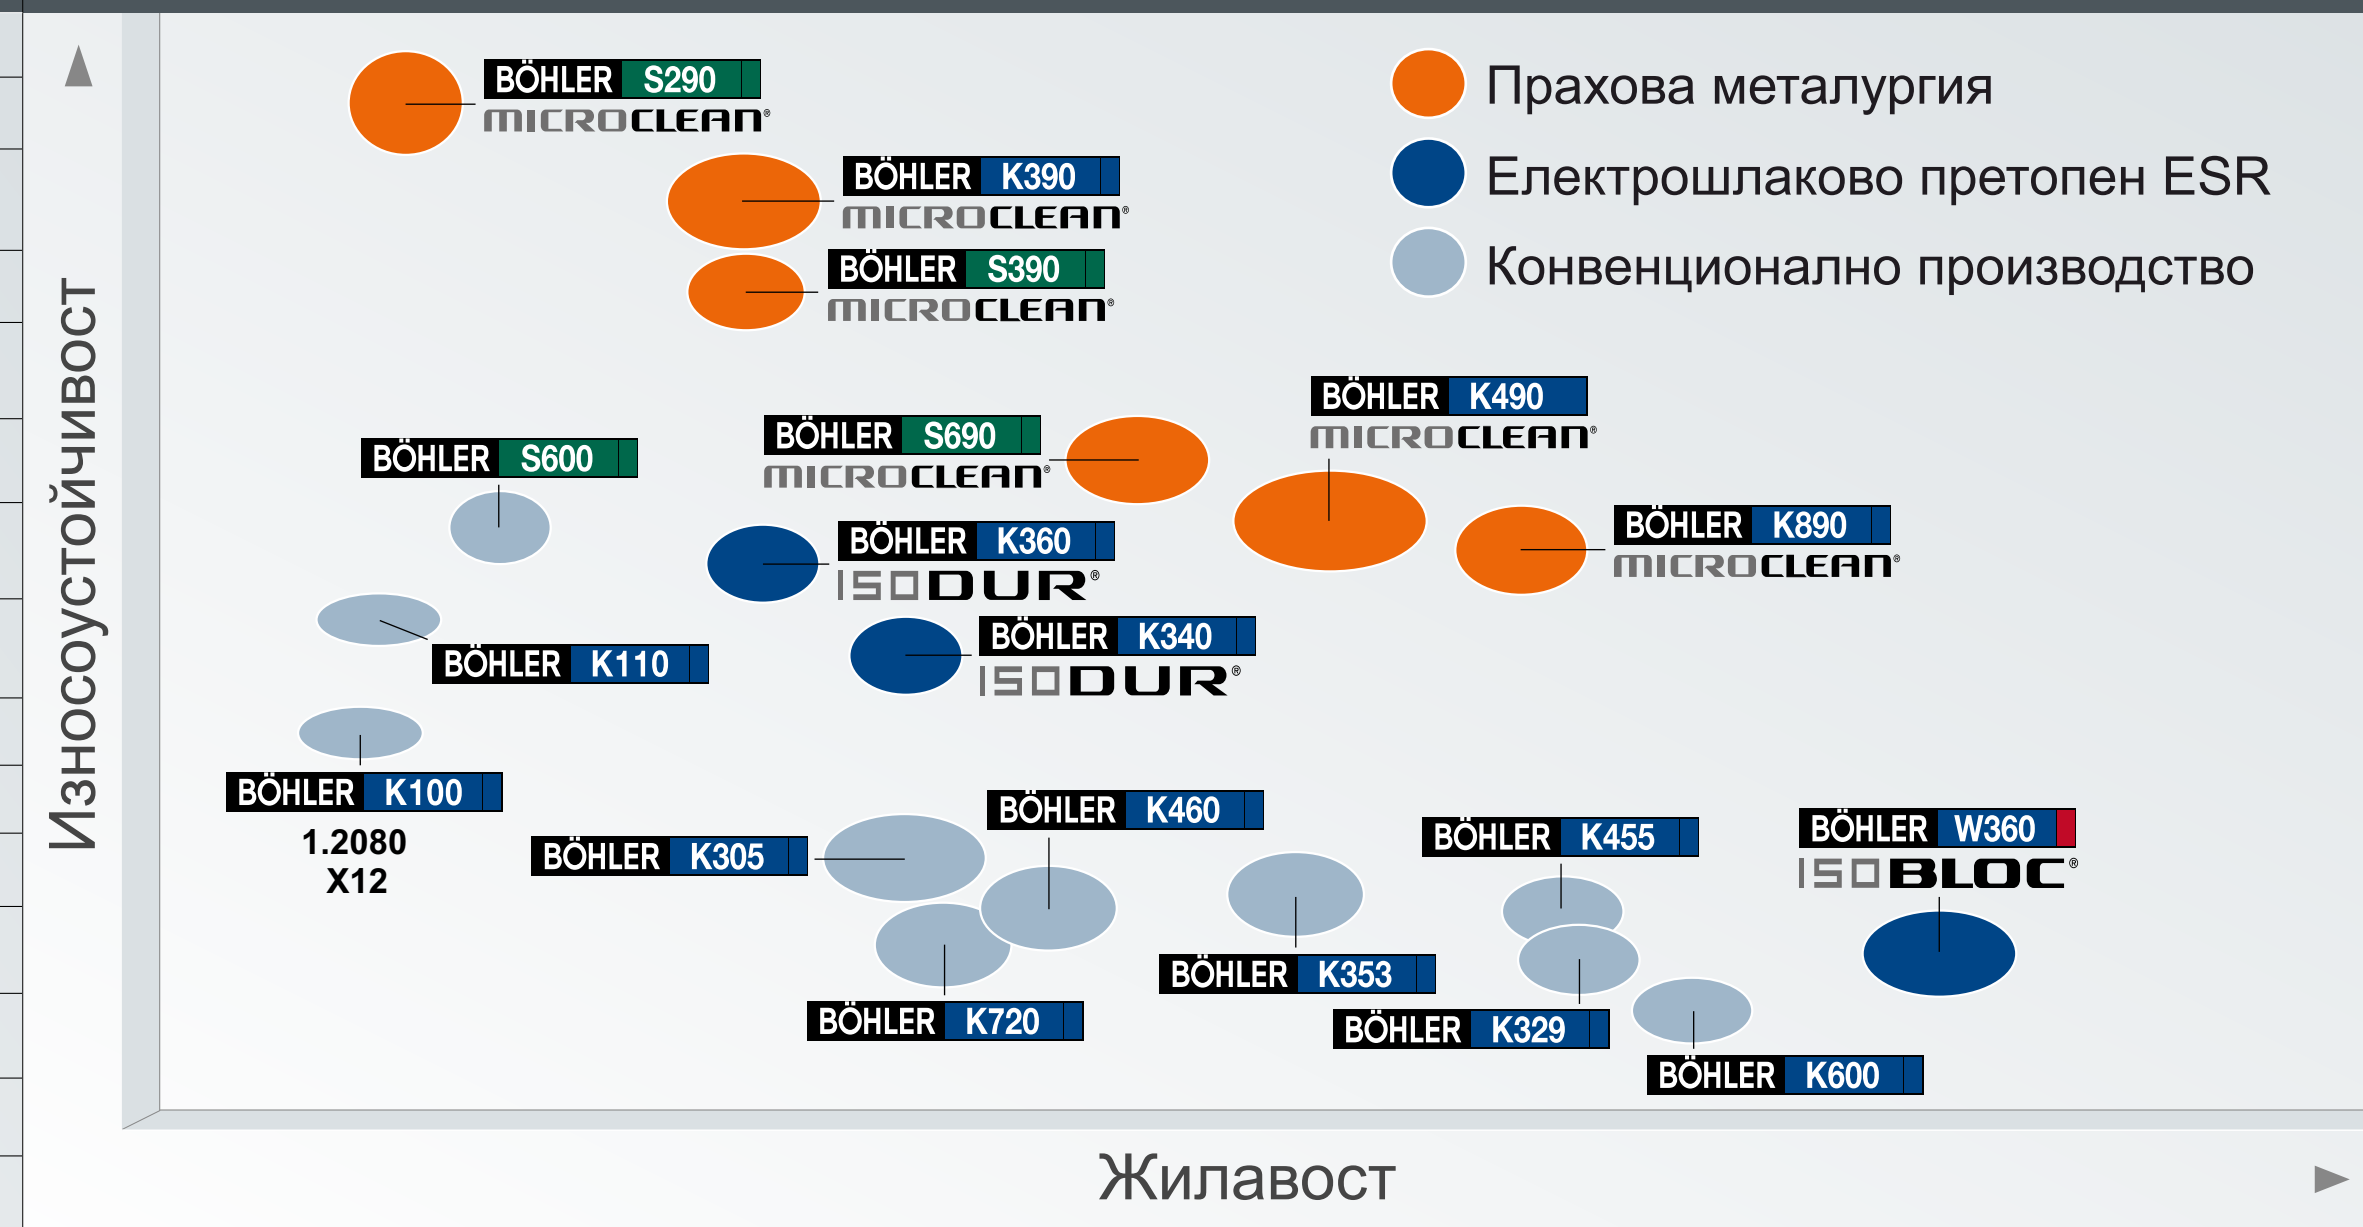 BÖHLER S290
MICROCLEAN®
BÖHLER K390
MICROCLEAN®
BÖHLER S390
MICROCLEAN®
Прахова металургия
Електрошлаково претопен ESR
Конвенционално производство
Износоустойчивост
BÖHLER K490
MICROCLEAN®
BÖHLER S690
MICROCLEAN®
BÖHLER S600
BÖHLER K890
MICROCLEAN®
BÖHLER K360
ISODUR®
BÖHLER K340
ISODUR®
BÖHLER K110
BÖHLER K100
1.2080
X12
BÖHLER K460
BÖHLER K305
BÖHLER K455
BÖHLER W360
ISOBLOC®
BÖHLER K353
BÖHLER K720
BÖHLER K329
BÖHLER K600
Жилавост